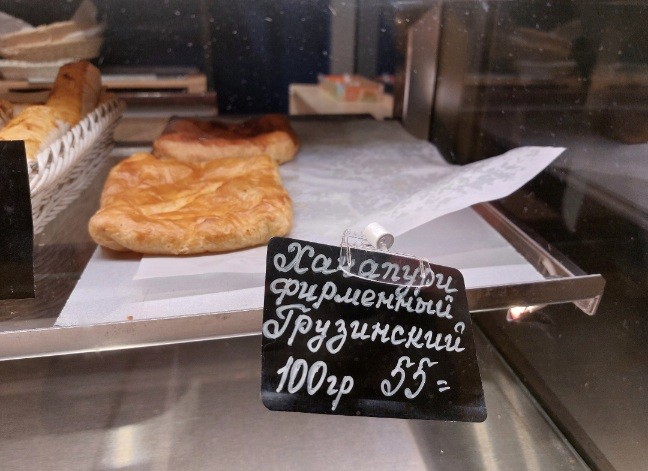 Хачапури
фирменный
Грузинский
100гр 55=